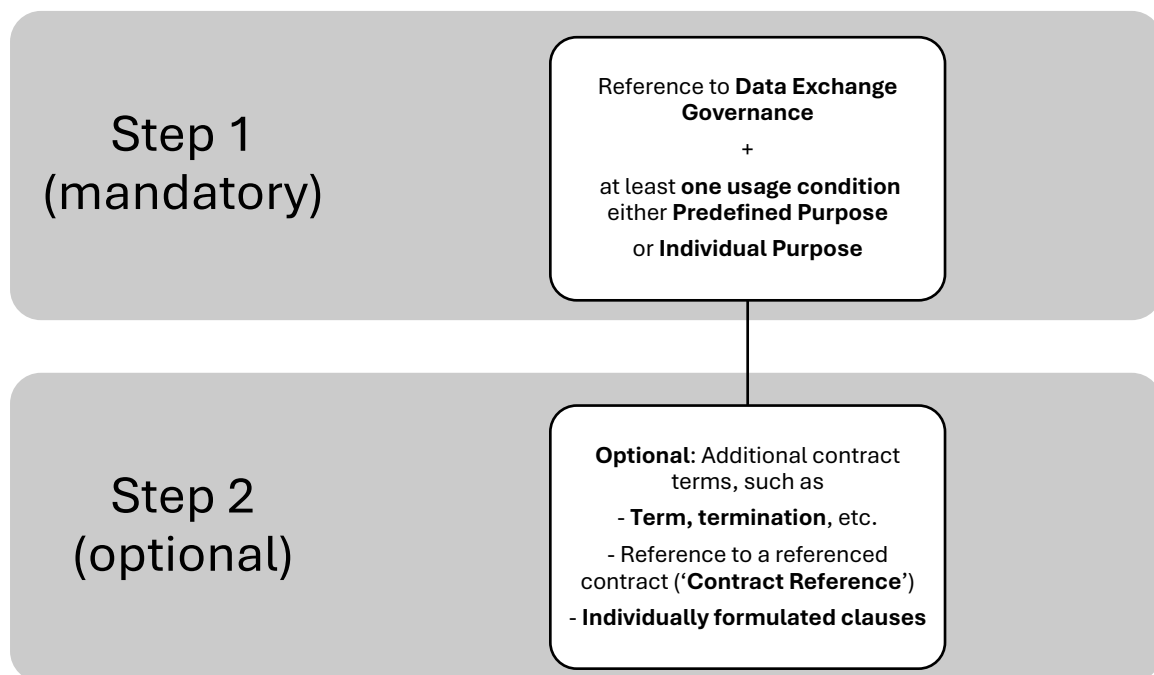 Step 1
(mandatory)
Reference to Data Exchange
Governance
+
at least one usage condition
either Predefined Purpose
or Individual Purpose
Step 2
(optional)
Optional: Additional contract
terms, such as
- Term, termination, etc.
- Reference to a referenced
contract (‘Contract Reference’)
- Individually formulated clauses